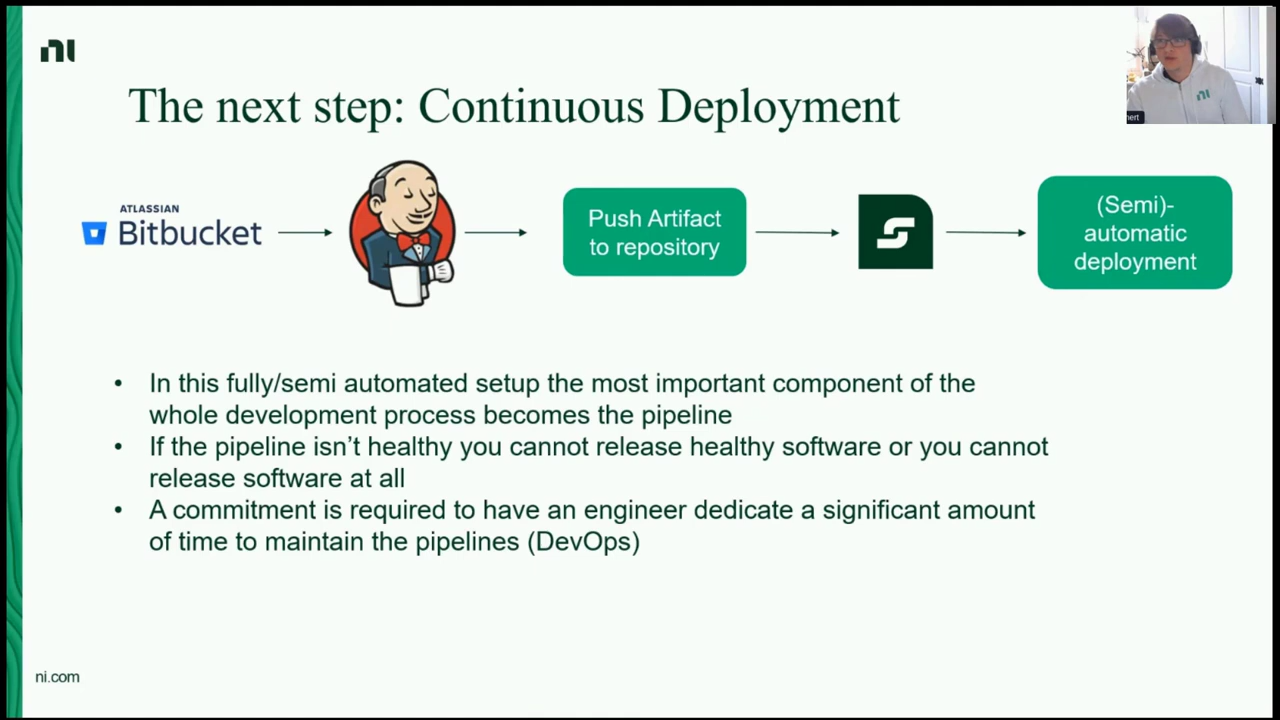 ni
The next step: Continuous Deployment
ATLASSIAN
Bitbucket
Push Artifact
to repository
(Semi)-
automatic
deployment
• In this fully/semi automated setup the most important component of the
whole development process becomes the pipeline
• If the pipeline isn’t healthy you cannot release healthy software or you cannot
release software at all
• A commitment is required to have an engineer dedicate a significant amount
of time to maintain the pipelines (DevOps)
ni.com
ni